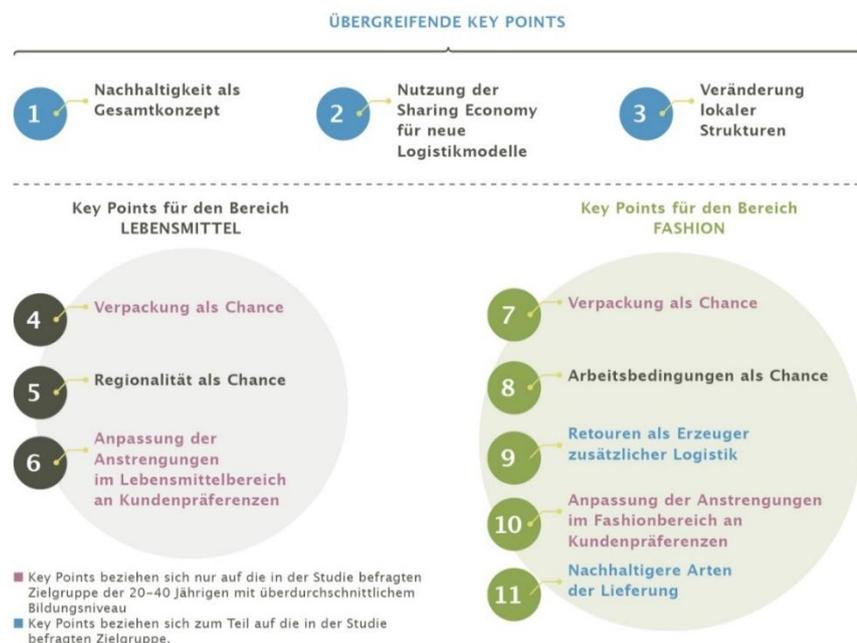 ÜBERGREIFENDE KEY POINTS
1
Nachhaltigkeit als
Gesamtkonzept
2
Nutzung der
Sharing Economy
für neue
Logistikmodelle
3
Veränderung
lokaler
Strukturen
Key Points für den Bereich
LEBENSMITTEL
4
Verpackung als Chance
5
Regionalität als Chance
6
Anpassung der
Anstrengungen
im Lebensmittelbereich
an Kundenpräferenzen
Key Points für den Bereich
FASHION
7
Verpackung als Chance
8
Arbeitsbedingungen als Chance
9
Retouren als Erzeuger
zusätzlicher Logistik
10
Anpassung der Anstrengungen
im Fashionbereich an
Kundenpräferenzen
11
Nachhaltigere Arten
der Lieferung
Key Points beziehen sich nur auf die in der Studie befragten
Zielgruppe der 20–40 Jährigen mit überdurchschnittlichem
Bildungsniveau
Key Points beziehen sich zum Teil auf die in der Studie
befragten Zielgruppe.